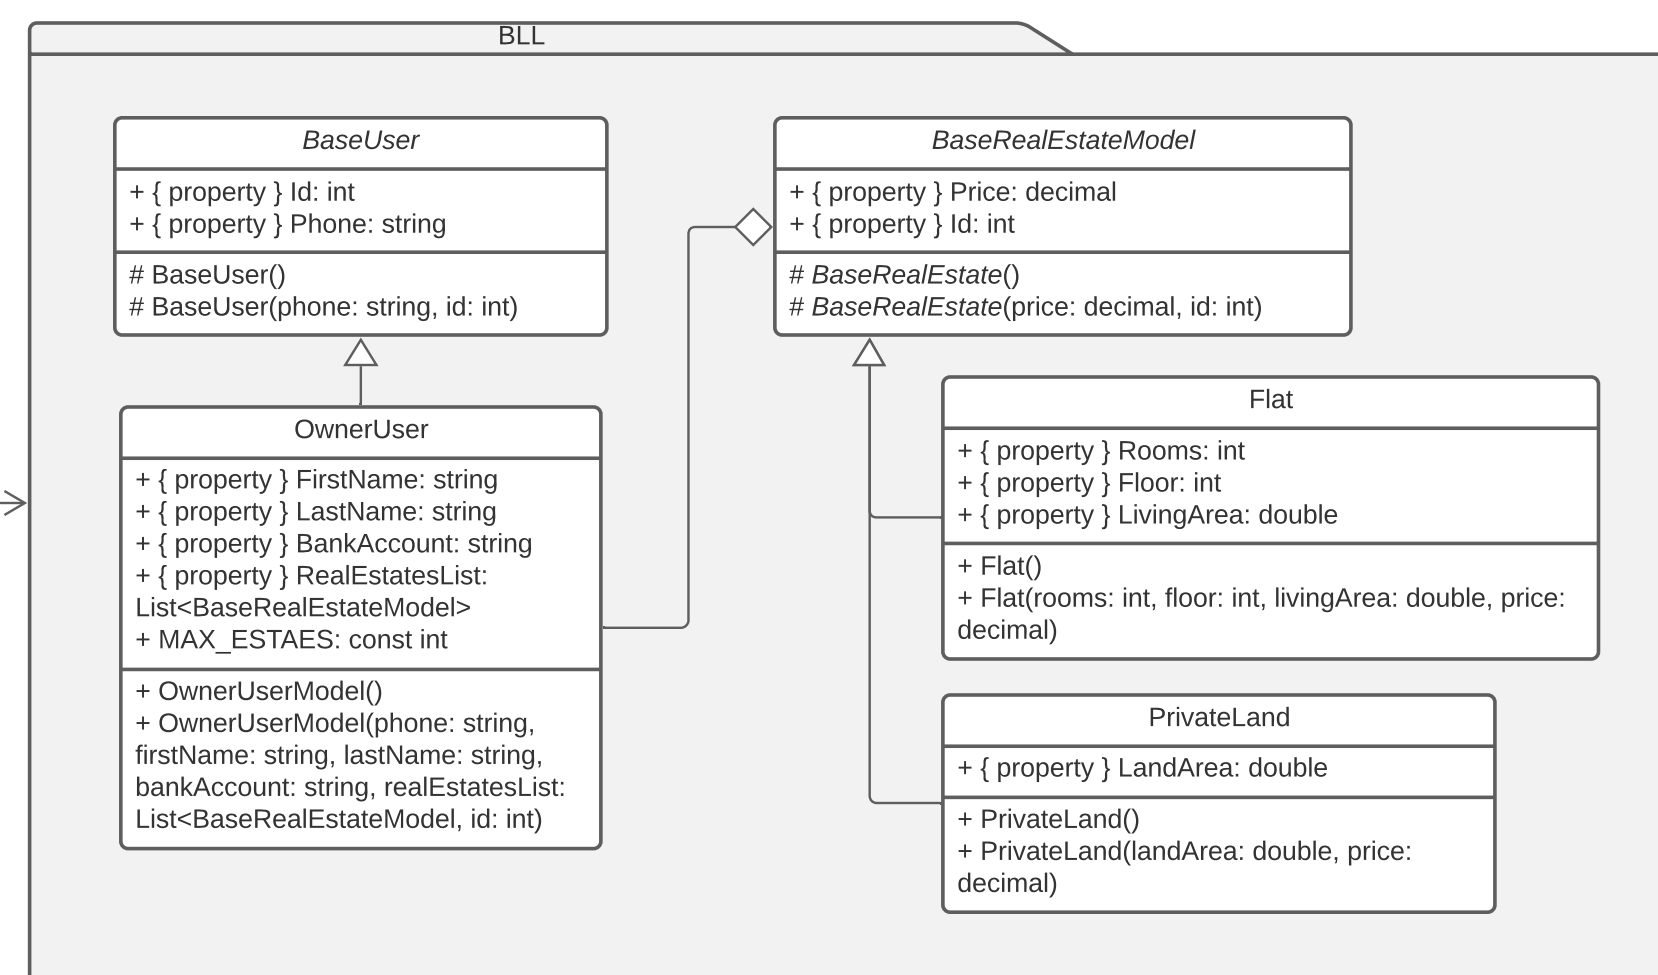 BLL
BaseUser
+ { property } Id: int
+ { property } Phone: string
# BaseUser()
# BaseUser(phone: string, id: int)
BaseRealEstateModel
+ { property } Price: decimal
+ { property } Id: int
# BaseRealEstate()
# BaseRealEstate(price: decimal, id: int)
OwnerUser
+ { property } FirstName: string
+ { property } LastName: string
+ { property } BankAccount: string
+ { property } RealEstatesList:
List<BaseRealEstateModel>
+ MAX_ESTAES: const int
+ OwnerUserModel()
+ OwnerUserModel(phone: string,
firstName: string, lastName: string,
bankAccount: string, realEstatesList:
List<BaseRealEstateModel, id: int)
Flat
+ { property } Rooms: int
+ { property } Floor: int
+ { property } LivingArea: double
+ Flat()
+ Flat(rooms: int, floor: int, livingArea: double, price:
decimal)
PrivateLand
+ { property } LandArea: double
+ PrivateLand()
+ PrivateLand(landArea: double, price:
decimal)